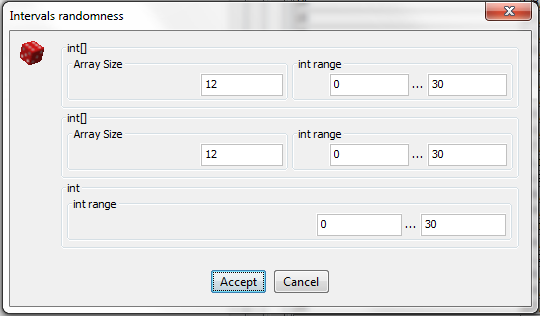 Intervals randomness
int[]
Array Size int range
12 0 ... 30
int[]
Array Size int range
12 0 ... 30
int
int range
0 ... 30
Accept Cancel